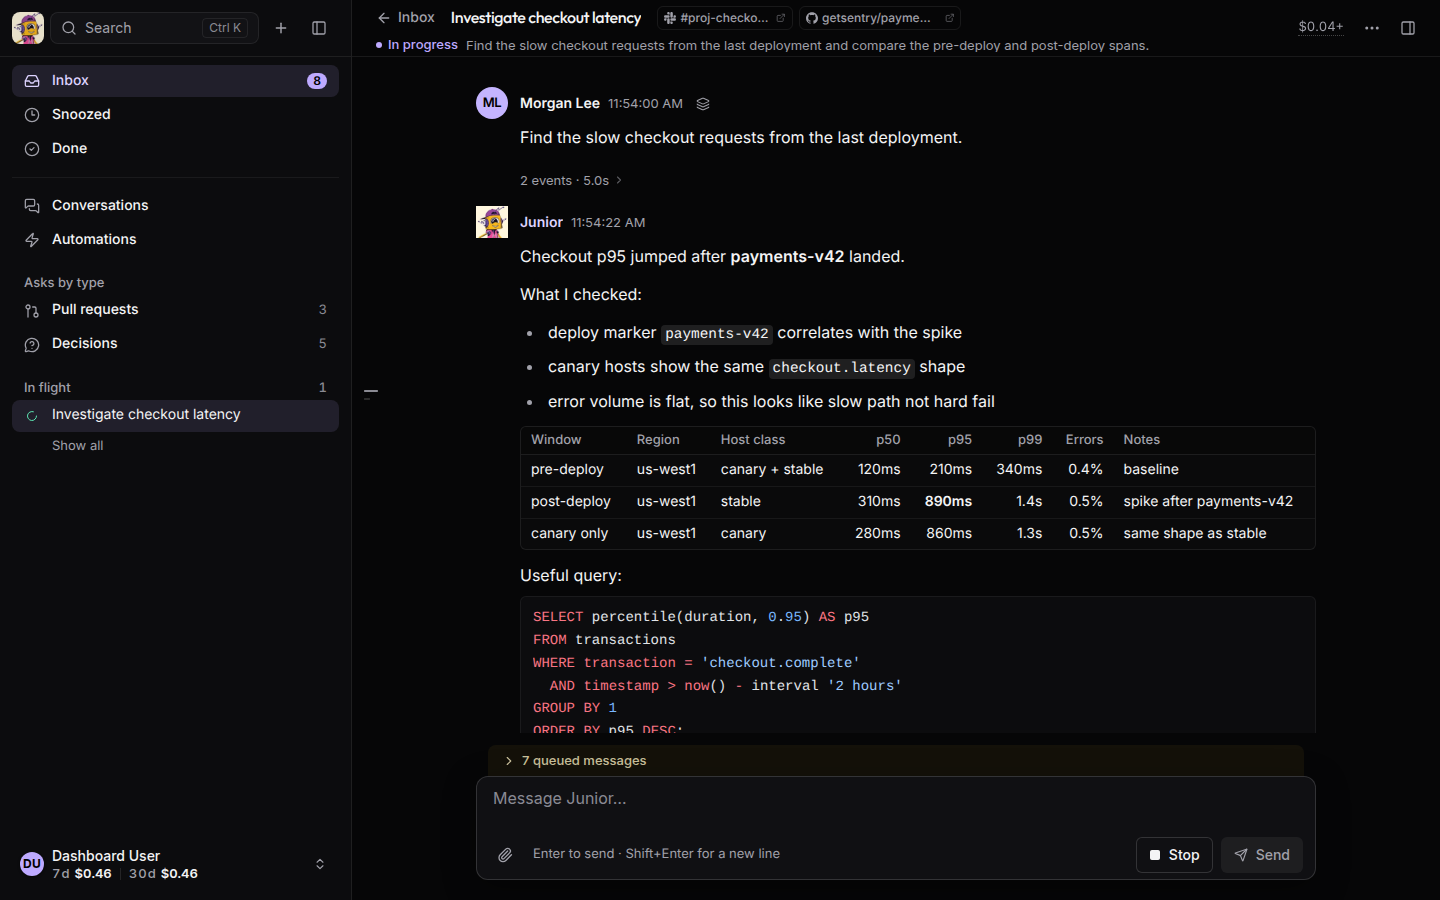 Search
Ctrl K
Inbox
8
Snoozed
Done
Conversations
Automations
Asks by type
Pull requests
3
Decisions
5
In flight
1
Investigate checkout latency
Show all
DU
Dashboard User
7d $0.46
30d $0.46
Inbox
Investigate checkout latency
#proj-checko...
getsentry/payme...
$0.04+
In progress Find the slow checkout requests from the last deployment and compare the pre-deploy and post-deploy spans.
ML
Morgan Lee 11:54:00 AM
Find the slow checkout requests from the last deployment.
2 events · 5.0s
Junior 11:54:22 AM
Checkout p95 jumped after payments-v42 landed.
What I checked:
• deploy marker payments-v42 correlates with the spike
• canary hosts show the same checkout.latency shape
• error volume is flat, so this looks like slow path not hard fail
Window Region Host class p50 p95 p99 Errors Notes
pre-deploy us-west1 canary + stable 120ms 210ms 340ms 0.4% baseline
post-deploy us-west1 stable 310ms 890ms 1.4s 0.5% spike after payments-v42
canary only us-west1 canary 280ms 860ms 1.3s 0.5% same shape as stable
Useful query:
SELECT percentile(duration, 0.95) AS p95
FROM transactions
WHERE transaction = 'checkout.complete'
AND timestamp > now() - interval '2 hours'
GROUP BY 1
ORDER BY p95 DESC;
7 queued messages
Message Junior...
Enter to send · Shift+Enter for a new line
Stop
Send